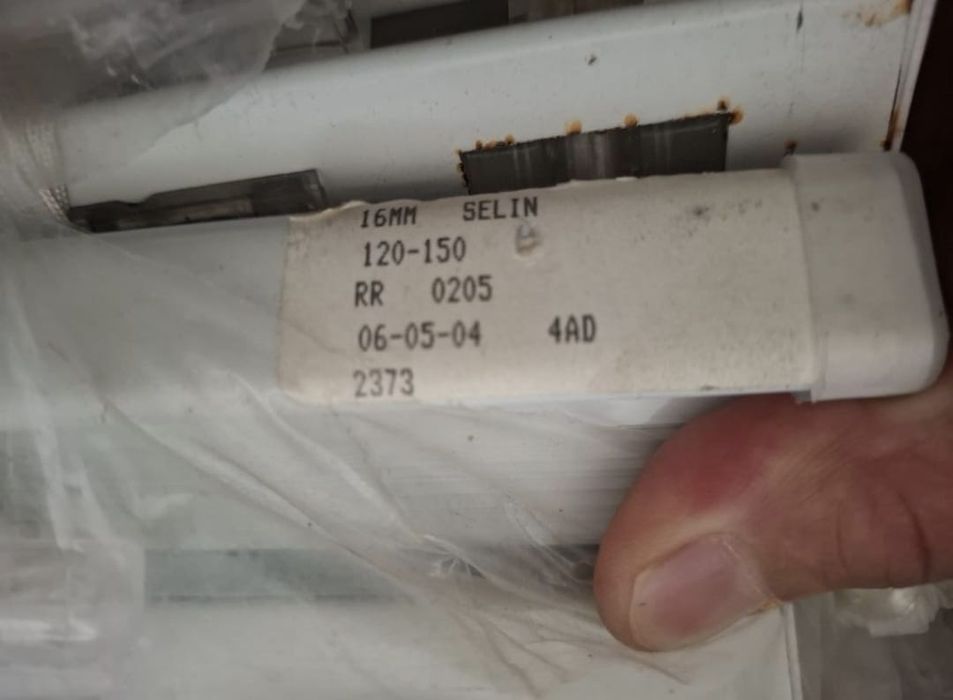 16MM SELIN
120-150
RR 0205
06-05-04 4AD
2373